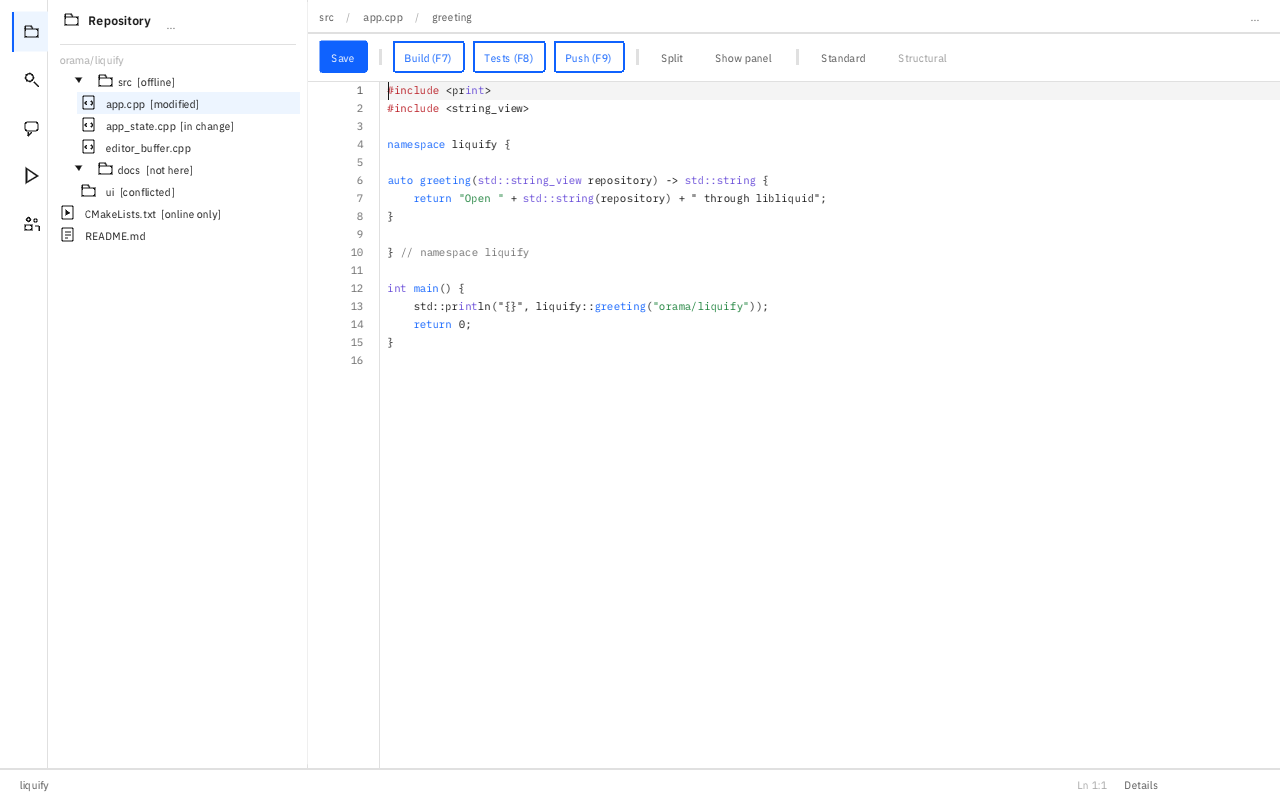 Repository ...
orama/liquify
src [offline]
app.cpp [modified]
app_state.cpp [in change]
editor_buffer.cpp
docs [not here]
ui [conflicted]
CMakeLists.txt [online only]
README.md
src / app.cpp / greeting ...
Save Build (F7) Tests (F8) Push (F9) Split Show panel Standard Structural
1 #include <print>
2 #include <string_view>
3
4 namespace liquify {
5
6 auto greeting(std::string_view repository) -> std::string {
7     return "Open " + std::string(repository) + " through libliquid";
8 }
9
10 } // namespace liquify
11
12 int main() {
13     std::println("{}", liquify::greeting("orama/liquify"));
14     return 0;
15 }
16
liquify Ln 1:1 Details